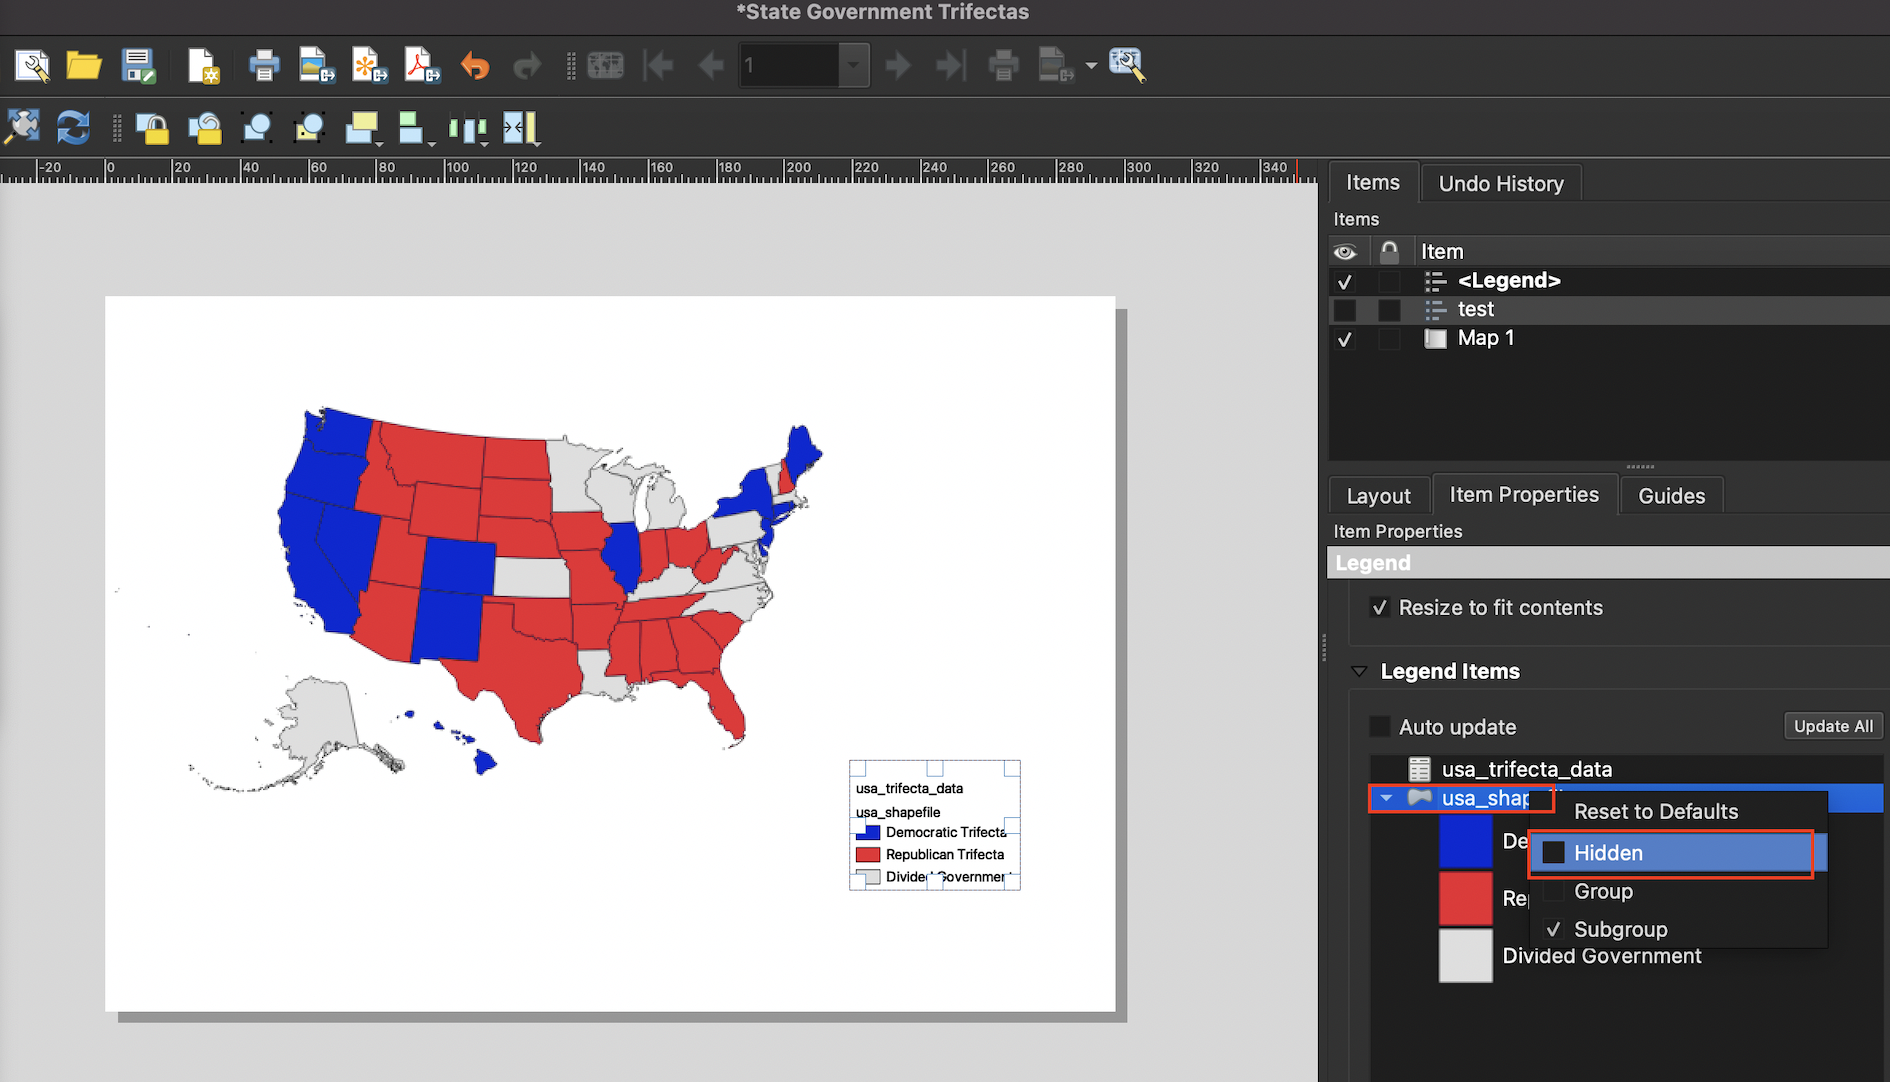 *State Government Trifectas
1
-20 0 20 40 60 80 100 120 140 160 180 200 220 240 260 280 300 320 340
Items
Undo History
Items
Item
<Legend>
test
Map 1
Layout
Item Properties
Guides
Item Properties
Legend
Resize to fit contents
Legend Items
Auto update
Update All
usa_trifecta_data
usa_shap
Reset to Defaults
De
Hidden
Rep
Group
Subgroup
Divided Government
usa_trifecta_data
usa_shapefile
Democratic Trifecta
Republican Trifecta
Divided Government